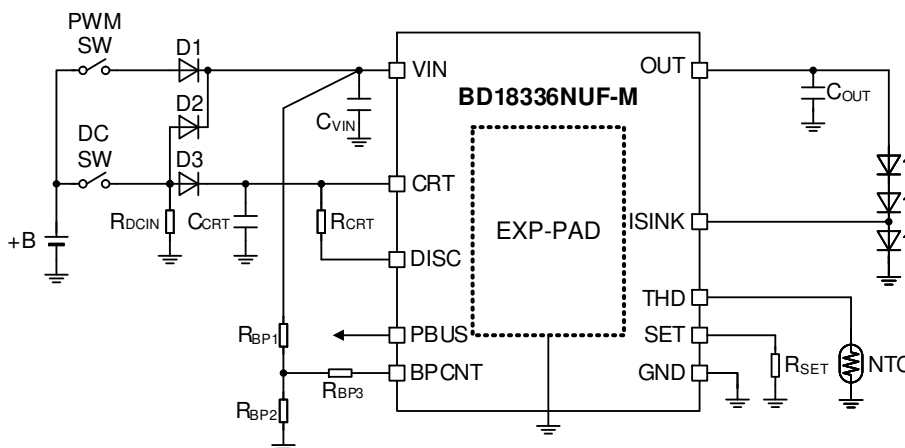 PWM
SW
D1
VIN
OUT
BD18336NUF-M
COUT
CVIN
D2
DC
SW
D3
CRT
RDCIN
CCRT
RCRT
ISINK
+B
EXP-PAD
DISC
THD
RBP1
PBUS
SET
RSET
NTC
BPCNT
RBP3
GND
RBP2